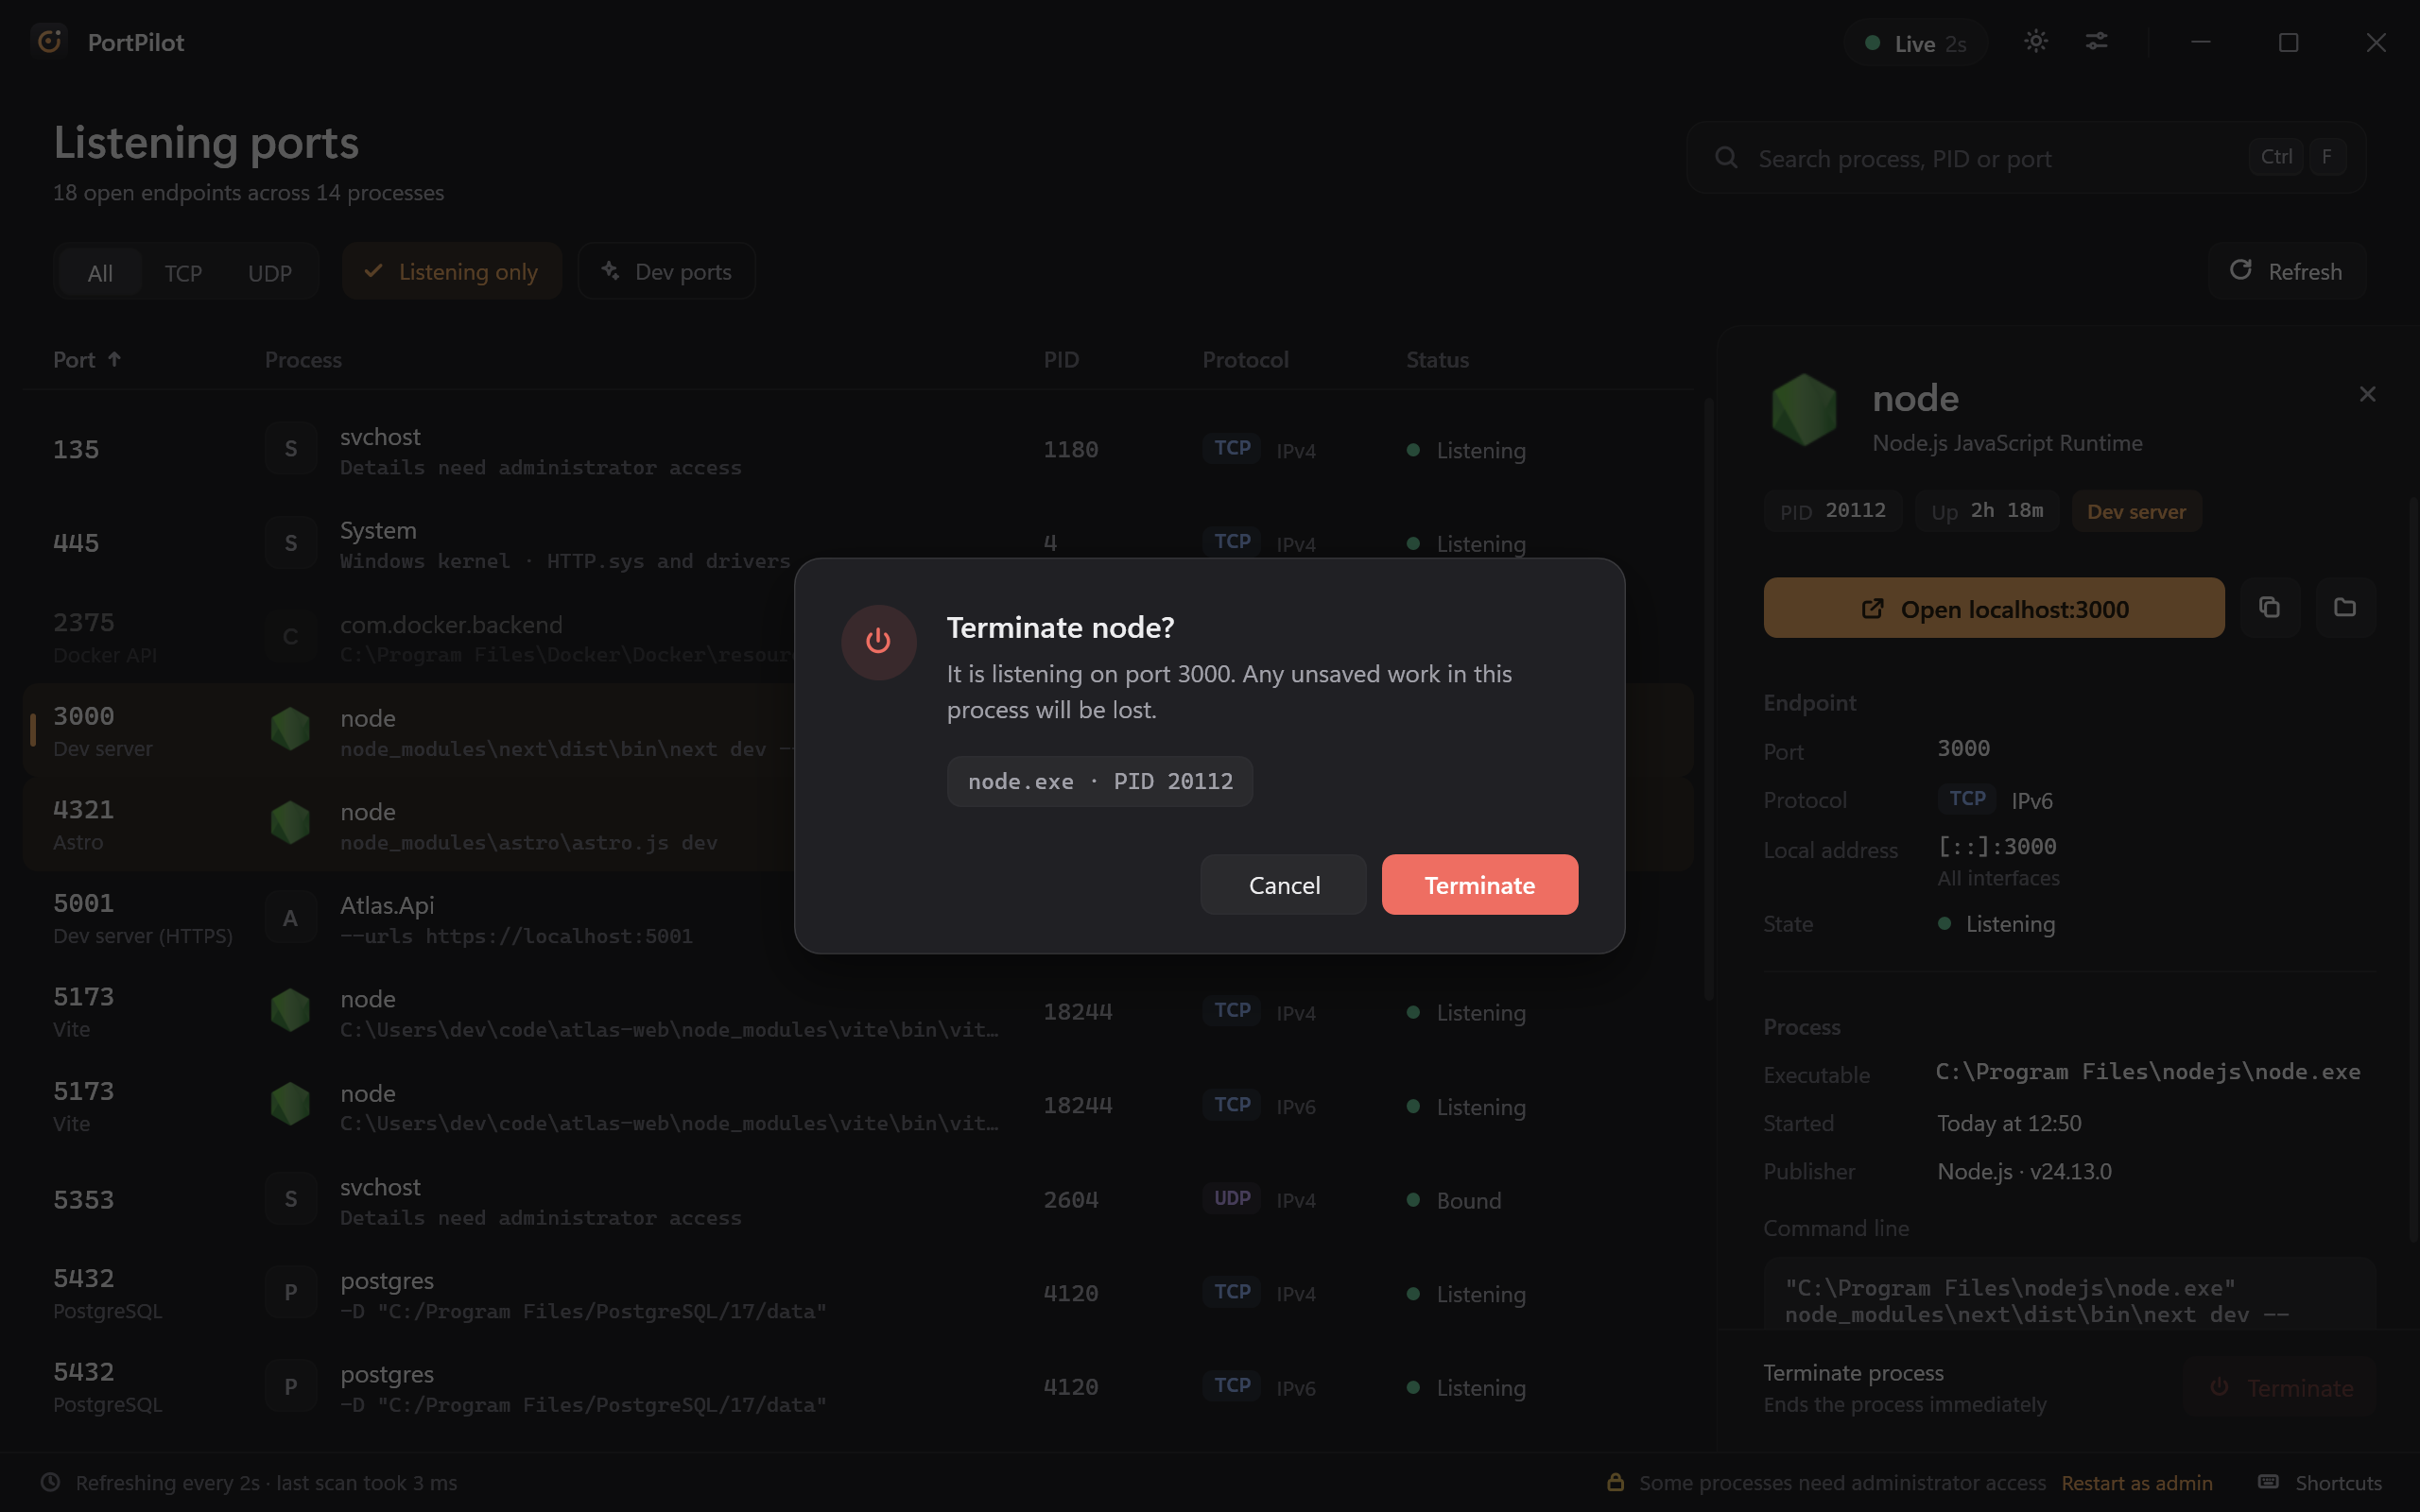 PortPilot
Live 2s
Listening ports
18 open endpoints across 14 processes
Search process, PID or port
Ctrl F
All TCP UDP
Listening only
Dev ports
Refresh
Port Process PID Protocol Status
135
S
svchost
Details need administrator access
1180 TCP IPv4 Listening
445
S
System
Windows kernel · HTTP.sys and drivers
4 TCP IPv4 Listening
2375
Docker API
C
com.docker.backend
C:\Program Files\Docker\Docker\resour
3000
Dev server
node
node_modules\next\dist\bin\next dev --
4321
Astro
node
node_modules\astro\astro.js dev
5001
Dev server (HTTPS)
A
Atlas.Api
--urls https://localhost:5001
5173
Vite
node
C:\Users\dev\code\atlas-web\node_modules\vite\bin\vit…
18244 TCP IPv4 Listening
5173
Vite
node
C:\Users\dev\code\atlas-web\node_modules\vite\bin\vit…
18244 TCP IPv6 Listening
5353
S
svchost
Details need administrator access
2604 UDP IPv4 Bound
5432
PostgreSQL
P
postgres
-D "C:/Program Files/PostgreSQL/17/data"
4120 TCP IPv4 Listening
5432
PostgreSQL
P
postgres
-D "C:/Program Files/PostgreSQL/17/data"
4120 TCP IPv6 Listening
Terminate node?
It is listening on port 3000. Any unsaved work in this
process will be lost.
node.exe · PID 20112
Cancel Terminate
node
Node.js JavaScript Runtime
PID 20112 Up 2h 18m Dev server
Open localhost:3000
Endpoint
Port 3000
Protocol TCP IPv6
Local address [::]:3000
All interfaces
State Listening
Process
Executable C:\Program Files\nodejs\node.exe
Started Today at 12:50
Publisher Node.js · v24.13.0
Command line
"C:\Program Files\nodejs\node.exe"
node_modules\next\dist\bin\next dev --
Terminate process
Ends the process immediately
Terminate
Refreshing every 2s · last scan took 3 ms
Some processes need administrator access Restart as admin
Shortcuts